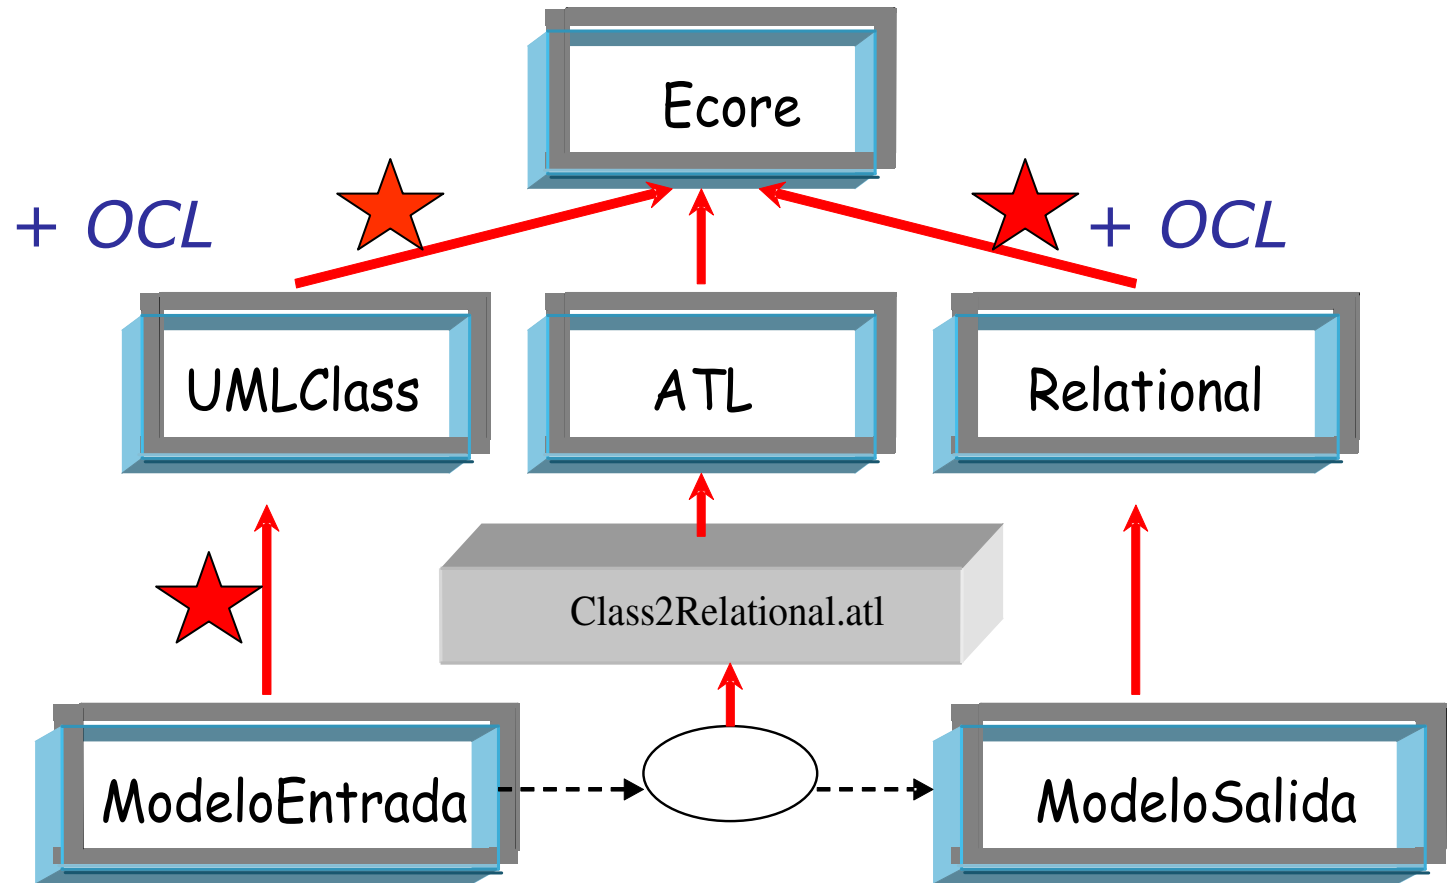 Ecore
+ OCL
+ OCL
UMLClass
ATL
Relational
Class2Relational.atl
ModeloEntrada
ModeloSalida